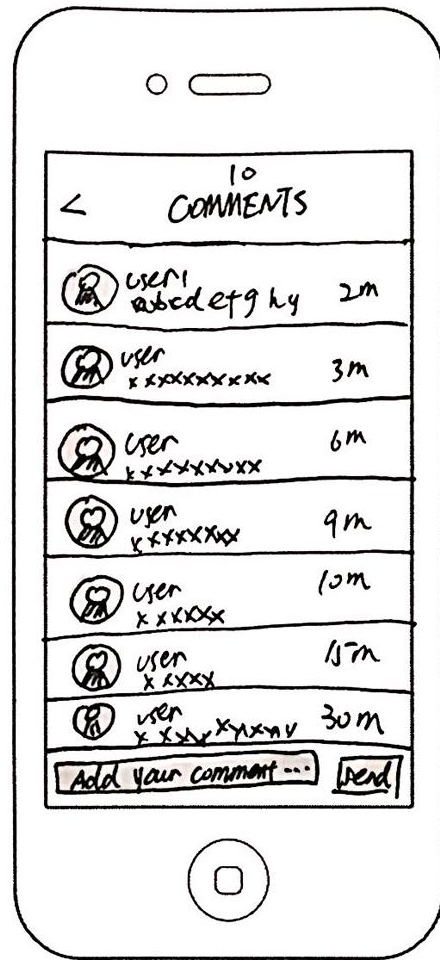 10
<
COMMENTS
user1
abcdefghy
2m
user
xxxxxxxxxx
3m
user
xxxxxxxxx
6m
user
xxxxxxx
9m
user
xxxxxx
10m
user
xxxxx
15m
user
30m
Add your comment...
send